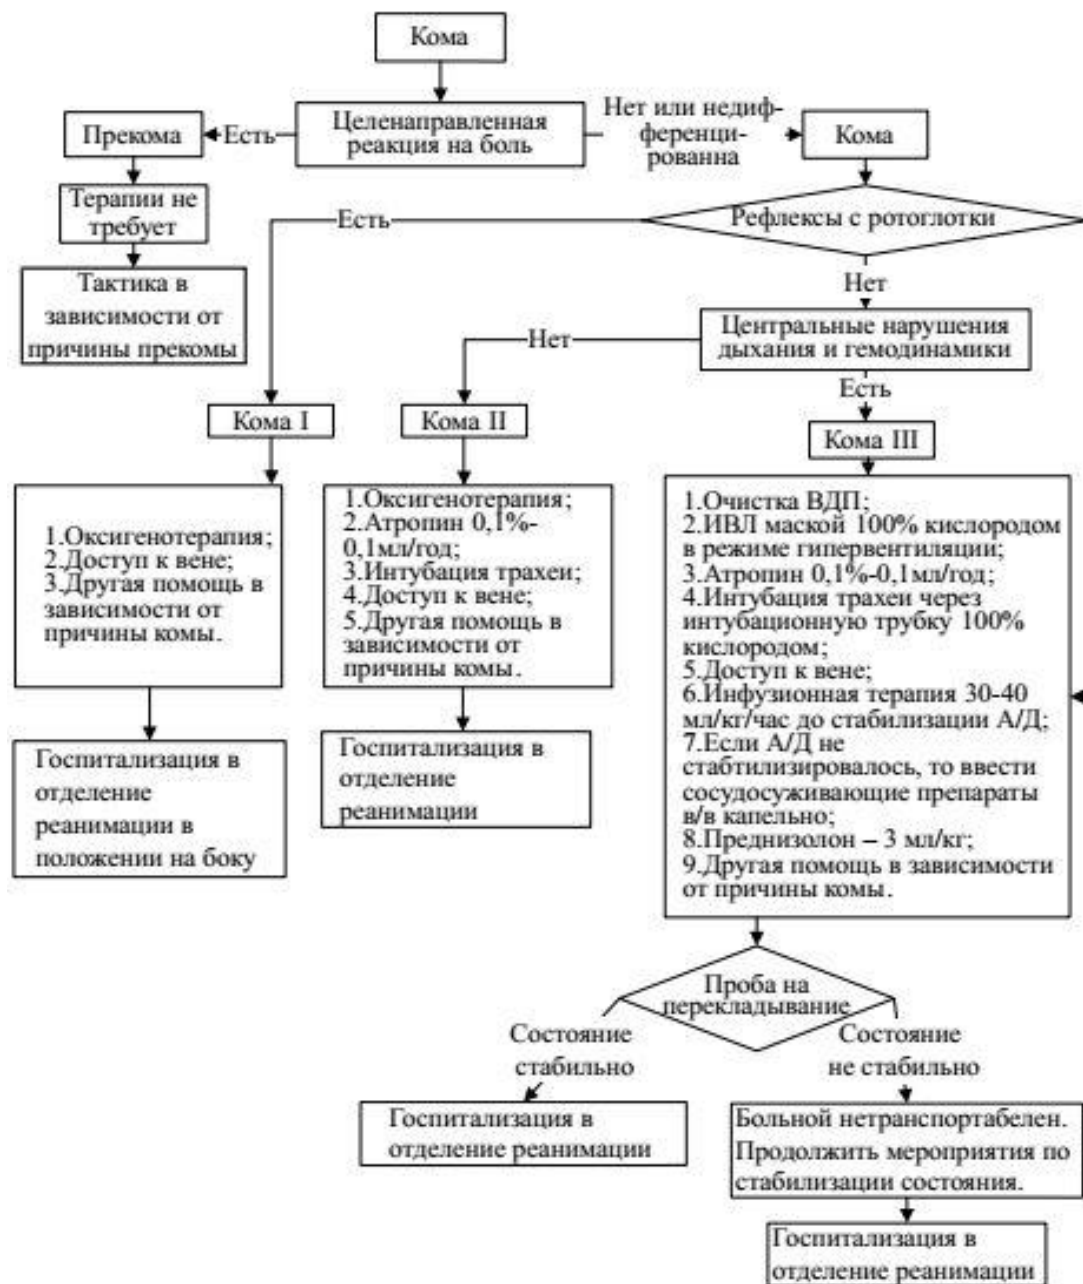 Кома
Целенаправленная
реакция на боль
Есть
Прекома
Нет или недиф-
ференци-
рованна
Кома
Терапии не
требует
Тактика в
зависимости от
причины прекомы
Рефлексы с ротоглотки
Есть
Нет
Центральные нарушения
дыхания и гемодинамики
Нет
Есть
Кома I
Кома II
Кома III
1.Оксигенотерапия;
2.Доступ к вене;
3.Другая помощь в
зависимости от
причины комы.
Госпитализация в
отделение
реанимации в
положении на боку
1.Оксигенотерапия;
2.Атропин 0,1%-
0,1мл/год;
3.Интубация трахеи;
4.Доступ к вене;
5.Другая помощь в
зависимости от
причины комы.
Госпитализация в
отделение
реанимации
1.Очистка ВДП;
2.ИВЛ маской 100% кислородом
в режиме гипервентиляции;
3.Атропин 0,1%-0,1мл/год;
4.Интубация трахеи через
интубационную трубку 100%
кислородом;
5.Доступ к вене;
6.Инфузионная терапия 30-40
мл/кг/час до стабилизации А/Д;
7.Если А/Д не
стабтилизировалось, то ввести
сосудосуживающие препараты
в/в капельно;
8.Преднизолон – 3 мл/кг;
9.Другая помощь в зависимости
от причины комы.
Проба на
перекладывание
Состояние
стабильно
Состояние
не стабильно
Госпитализация в
отделение реанимации
Больной нетранспортабелен.
Продолжить мероприятия по
стабилизации состояния.
Госпитализация в
отделение реанимации